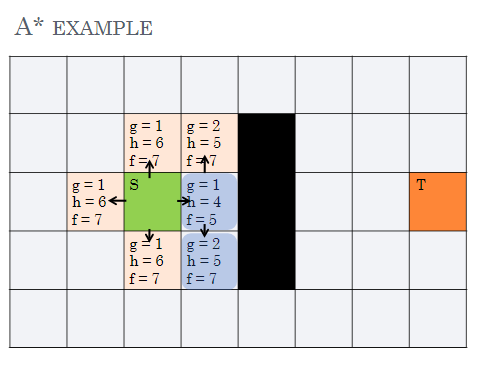 A* EXAMPLE
g = 1
h = 6
f = 7
g = 2
h = 5
f = 7
g = 1
h = 6
f = 7
S
g = 1
h = 4
f = 5
T
g = 1
h = 6
f = 7
g = 2
h = 5
f = 7